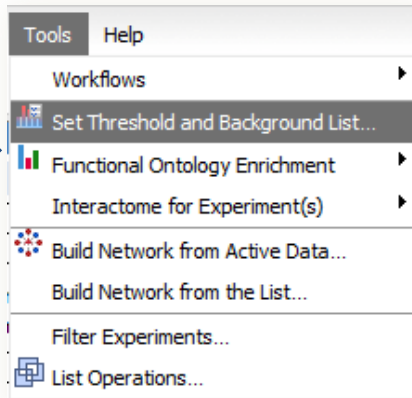 Tools Help
Workflows
Set Threshold and Background List...
Functional Ontology Enrichment
Interactome for Experiment(s)
Build Network from Active Data...
Build Network from the List...
Filter Experiments...
List Operations...